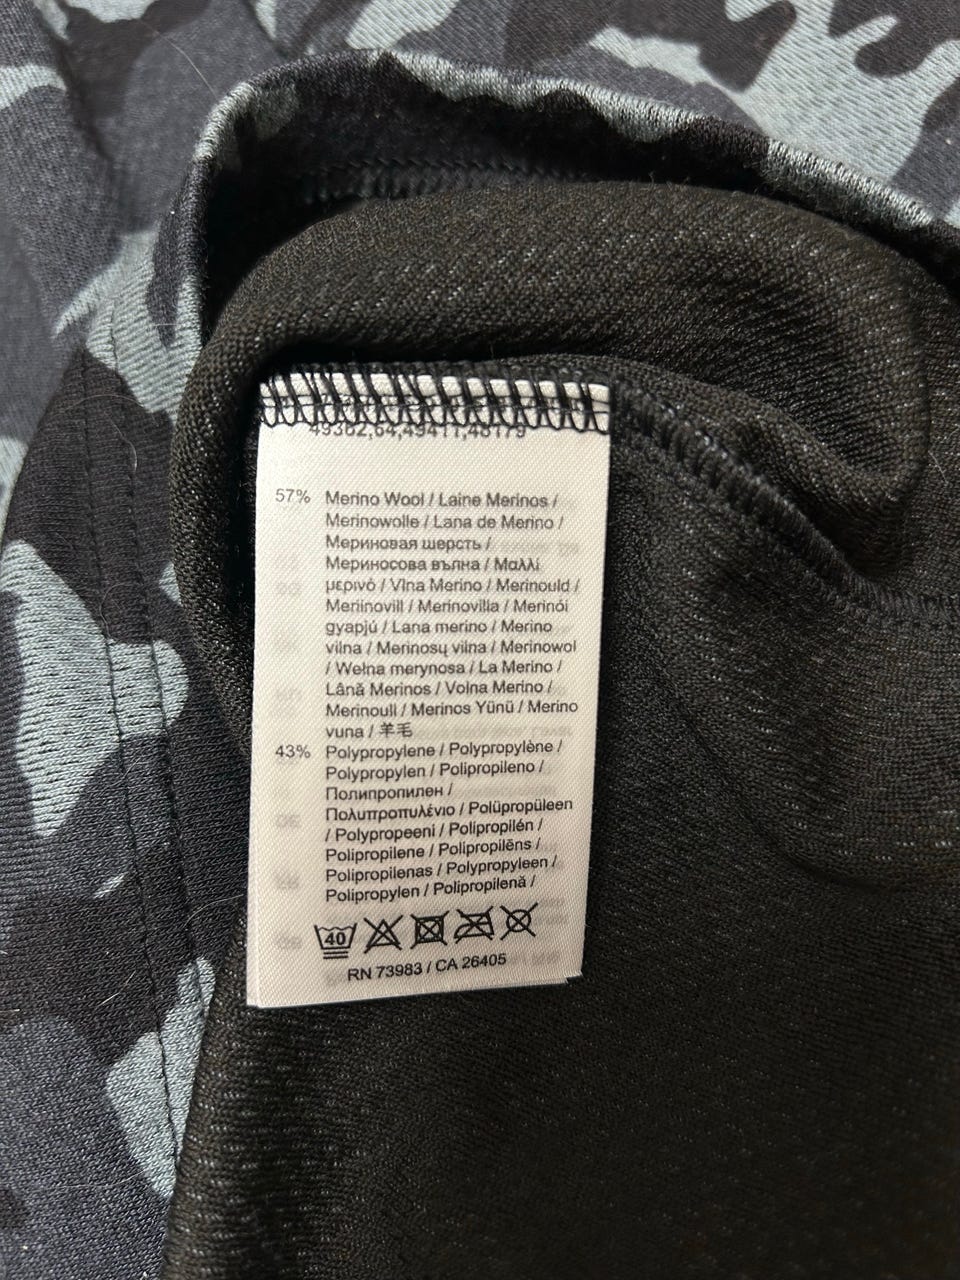 49362,64,49411,48179
57% Merino Wool / Laine Merinos /
Merinowolle / Lana de Merino /
Мериновая шерсть /
Мериносова вълна / Μαλλί
μερινό / Vlna Merino / Merinould /
Meriinovill / Merinovilla / Merinói
gyapjú / Lana merino / Merino
vilna / Merinosų vilna / Merinowol
/ Wełna merynosa / La Merino /
Lână Merinos / Volna Merino /
Merinoull / Merinos Yünü / Merino
vuna / 羊毛
43% Polypropylene / Polypropylène /
Polypropylen / Polipropileno /
Полипропилен /
Πολυπροπυλένιο / Polüpropüleen
/ Polypropeeni / Polipropilén /
Polipropilene / Polipropilēns /
Polipropilenas / Polypropyleen /
Polipropylen / Polipropilenă /
40
RN 73983 / CA 26405